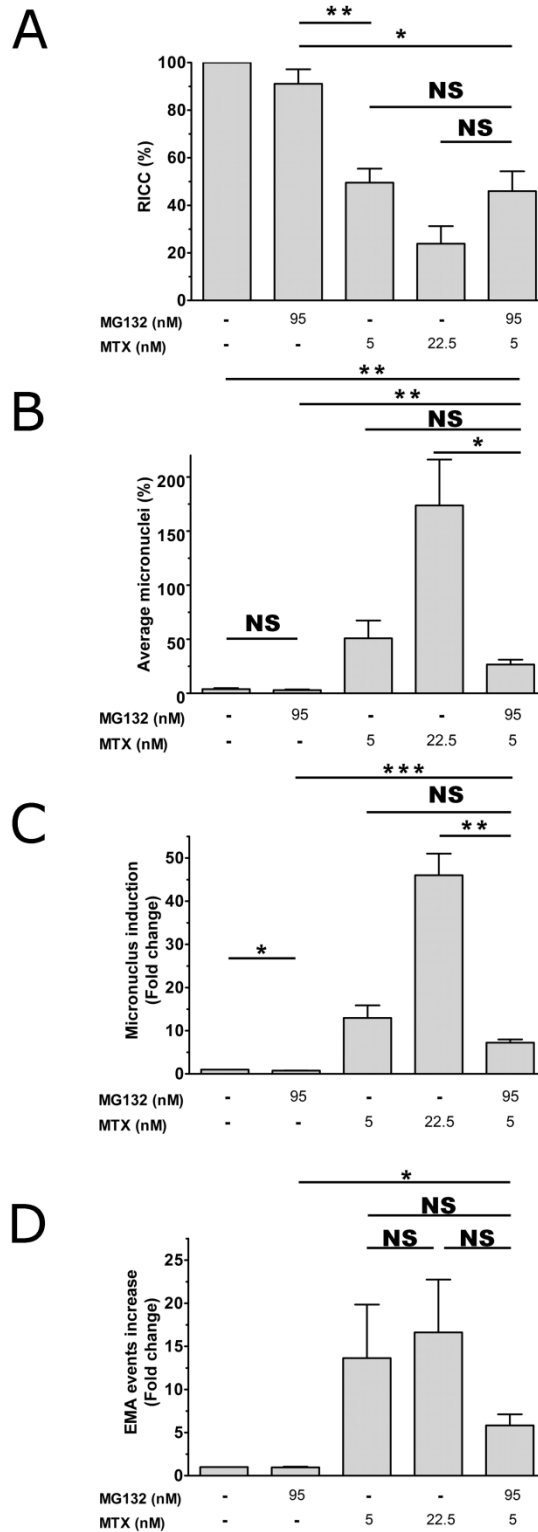 A
**
*
NS
NS
100
80
60
40
20
0
RICC (%)
MG132 (nM) - 95 - - 95
MTX (nM) - - 5 22.5 5
B
**
**
NS
*
200
150
100
50
0
Average micronuclei (%)
NS
MG132 (nM) - 95 - - 95
MTX (nM) - - 5 22.5 5
C
***
NS
**
50
40
30
20
10
0
Micronuclus induction
(Fold change)
*
MG132 (nM) - 95 - - 95
MTX (nM) - - 5 22.5 5
D
*
NS
NS NS
25
20
15
10
5
0
EMA events increase
(Fold change)
MG132 (nM) - 95 - - 95
MTX (nM) - - 5 22.5 5